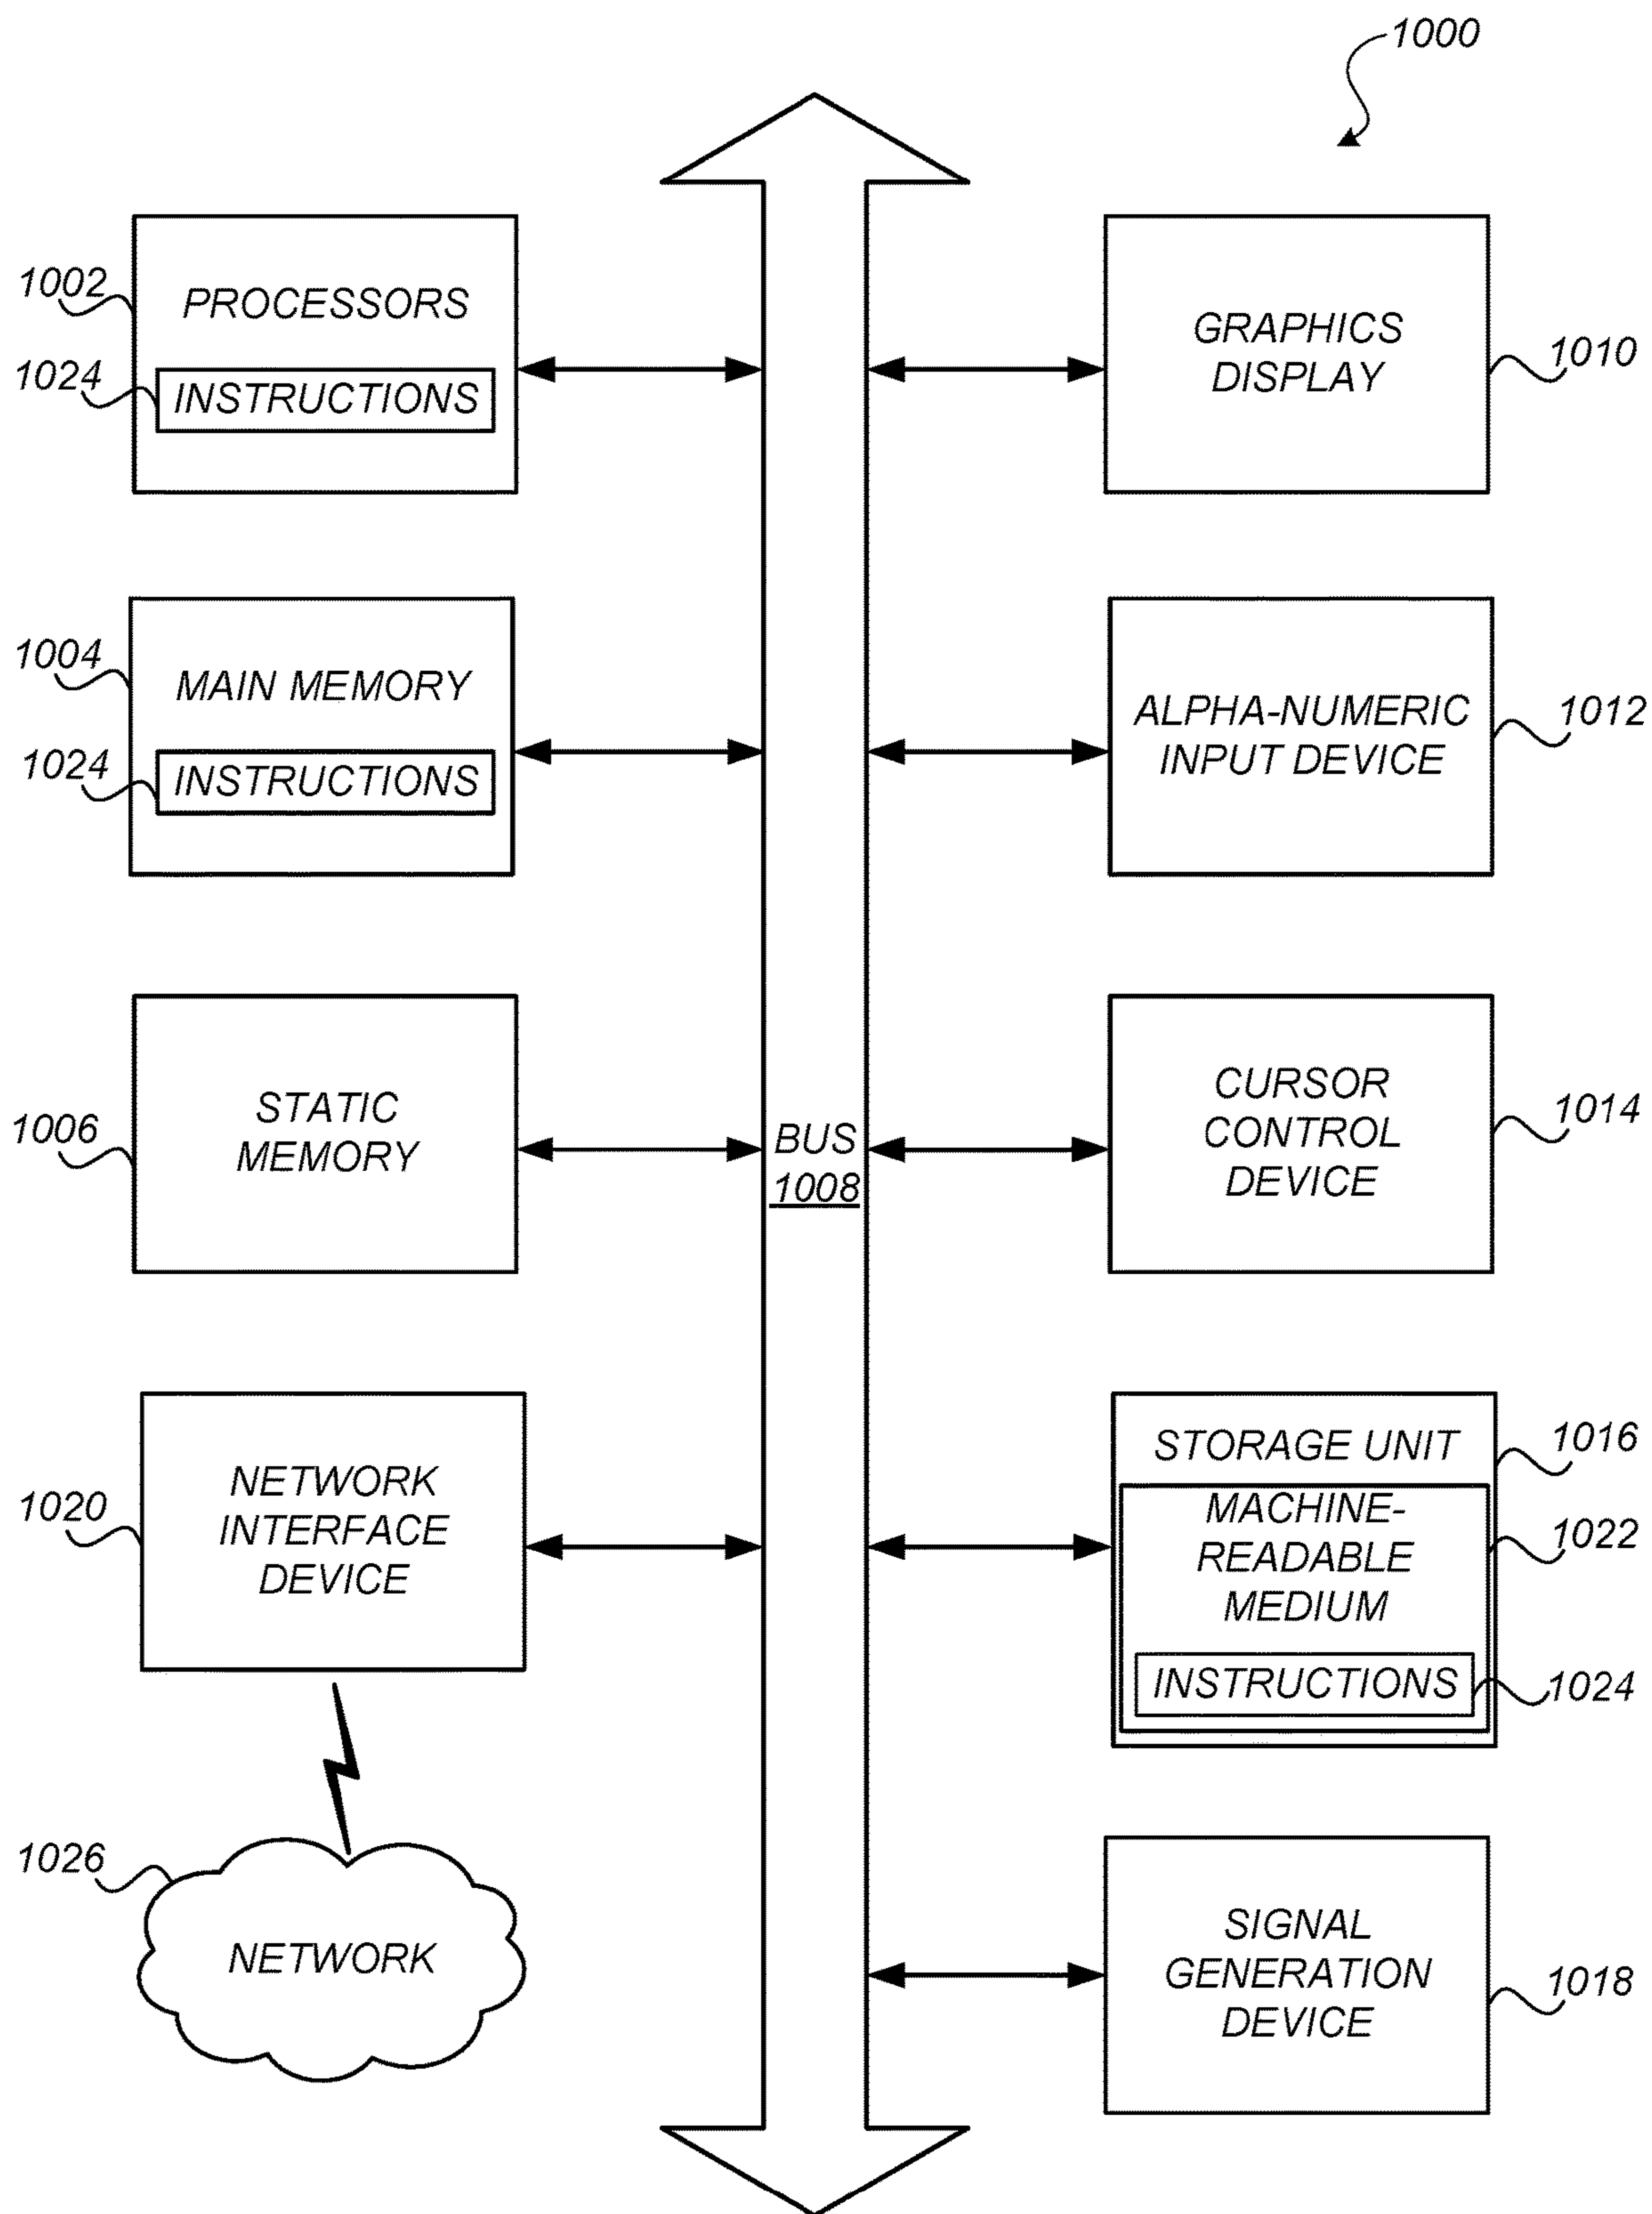 1000
1002
PROCESSORS
1024
INSTRUCTIONS
GRAPHICS
DISPLAY
1010
1004
MAIN MEMORY
1024
INSTRUCTIONS
ALPHA-NUMERIC
INPUT DEVICE
1012
1006
STATIC
MEMORY
BUS
1008
CURSOR
CONTROL
DEVICE
1014
1020
NETWORK
INTERFACE
DEVICE
STORAGE UNIT
1016
MACHINE-
READABLE
MEDIUM
1022
INSTRUCTIONS
1024
1026
NETWORK
SIGNAL
GENERATION
DEVICE
1018